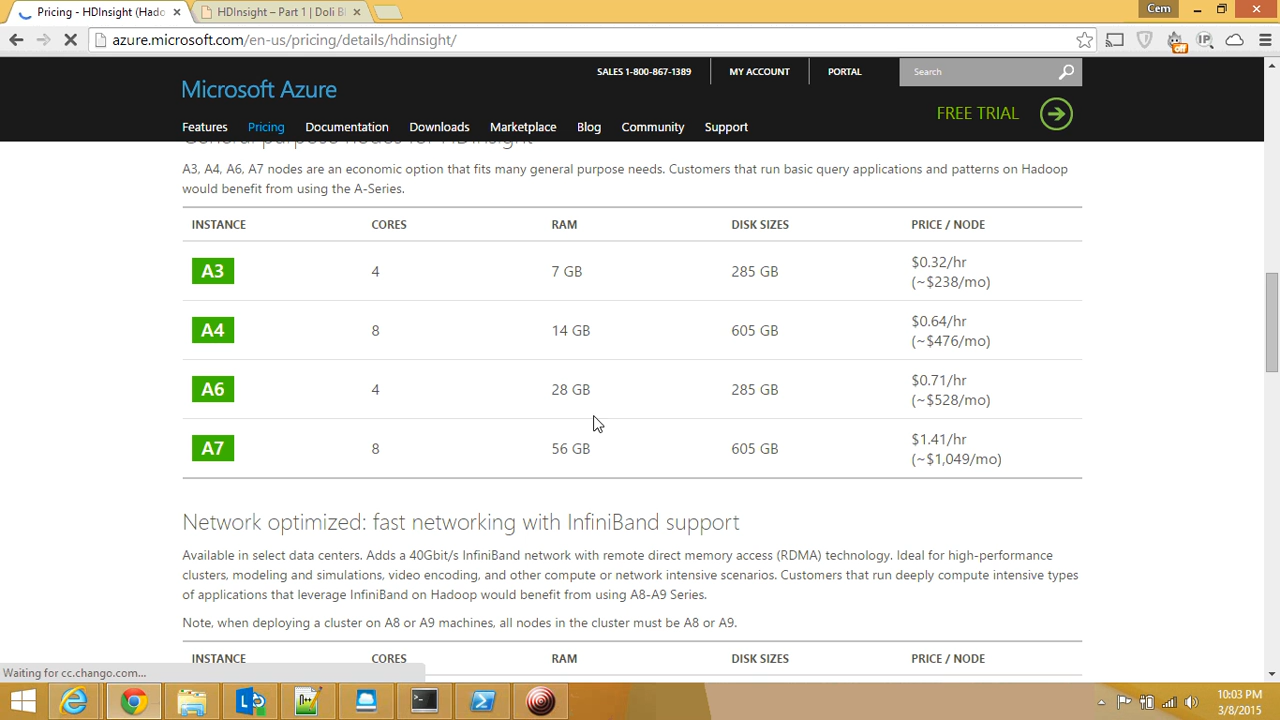 Pricing - HDInsight (Hado
HDInsight – Part 1 | Doli Bl
Cem
azure.microsoft.com/en-us/pricing/details/hdinsight/
off
IP
SALES 1-800-867-1389
MY ACCOUNT
PORTAL
Search
Microsoft Azure
FREE TRIAL
Features Pricing Documentation Downloads Marketplace Blog Community Support
General purpose nodes for HDInsight
A3, A4, A6, A7 nodes are an economic option that fits many general purpose needs. Customers that run basic query applications and patterns on Hadoop
would benefit from using the A-Series.
INSTANCE CORES RAM DISK SIZES PRICE / NODE
A3 4 7 GB 285 GB $0.32/hr
(~$238/mo)
A4 8 14 GB 605 GB $0.64/hr
(~$476/mo)
A6 4 28 GB 285 GB $0.71/hr
(~$528/mo)
A7 8 56 GB 605 GB $1.41/hr
(~$1,049/mo)
Network optimized: fast networking with InfiniBand support
Available in select data centers. Adds a 40Gbit/s InfiniBand network with remote direct memory access (RDMA) technology. Ideal for high-performance
clusters, modeling and simulations, video encoding, and other compute or network intensive scenarios. Customers that run deeply compute intensive types
of applications that leverage InfiniBand on Hadoop would benefit from using A8-A9 Series.
Note, when deploying a cluster on A8 or A9 machines, all nodes in the cluster must be A8 or A9.
INSTANCE CORES RAM DISK SIZES PRICE / NODE
Waiting for cc.chango.com...
10:03 PM
3/8/2015